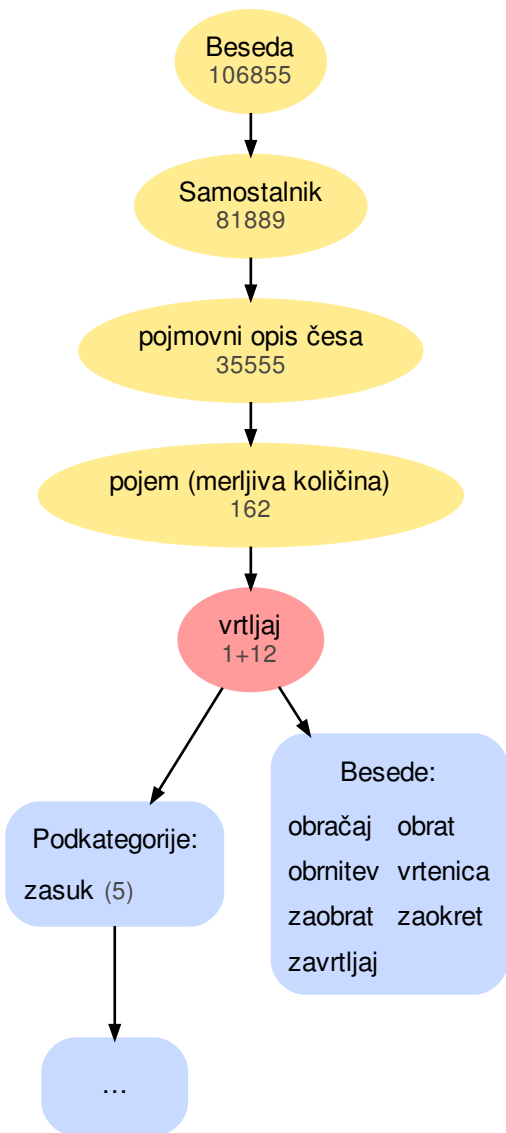 Beseda
106855
Samostalnik
81889
pojmovni opis česa
35555
pojem (merljiva količina)
162
vrtljaj
1+12
Besede:
obračaj obrat
obrnitev vrtenica
zaobrat zaokret
zavrtljaj
Podkategorije:
zasuk (5)
...